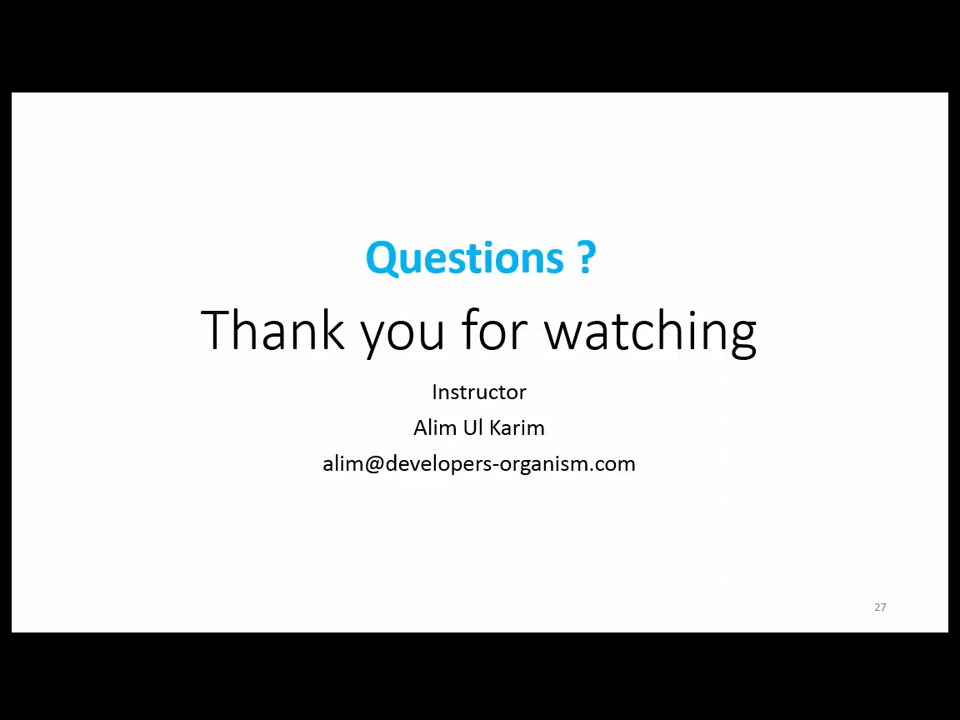 Questions ?
Thank you for watching
Instructor
Alim Ul Karim
alim@developers-organism.com
27